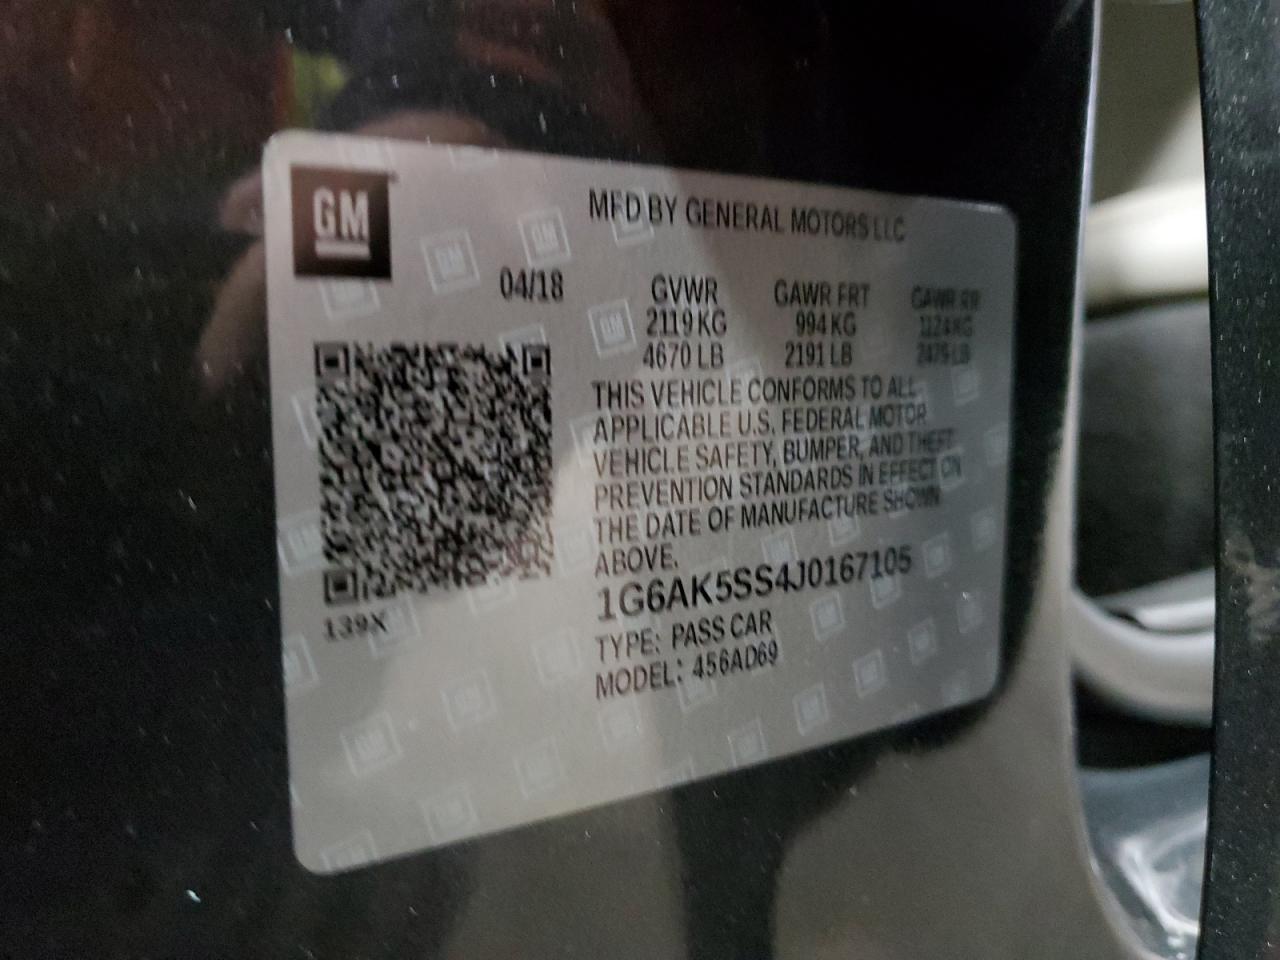 GM
MFD BY GENERAL MOTORS LLC
04/18
GVWR GAWR FRT GAWR RR
2119 KG 994 KG 1124 KG
4670 LB 2191 LB 2475 LB
THIS VEHICLE CONFORMS TO ALL
APPLICABLE U.S. FEDERAL MOTOR
VEHICLE SAFETY, BUMPER, AND THEFT
PREVENTION STANDARDS IN EFFECT ON
THE DATE OF MANUFACTURE SHOWN
ABOVE.
1G6AK5SS4J0167105
139X
TYPE: PASS CAR
MODEL: 456AD69